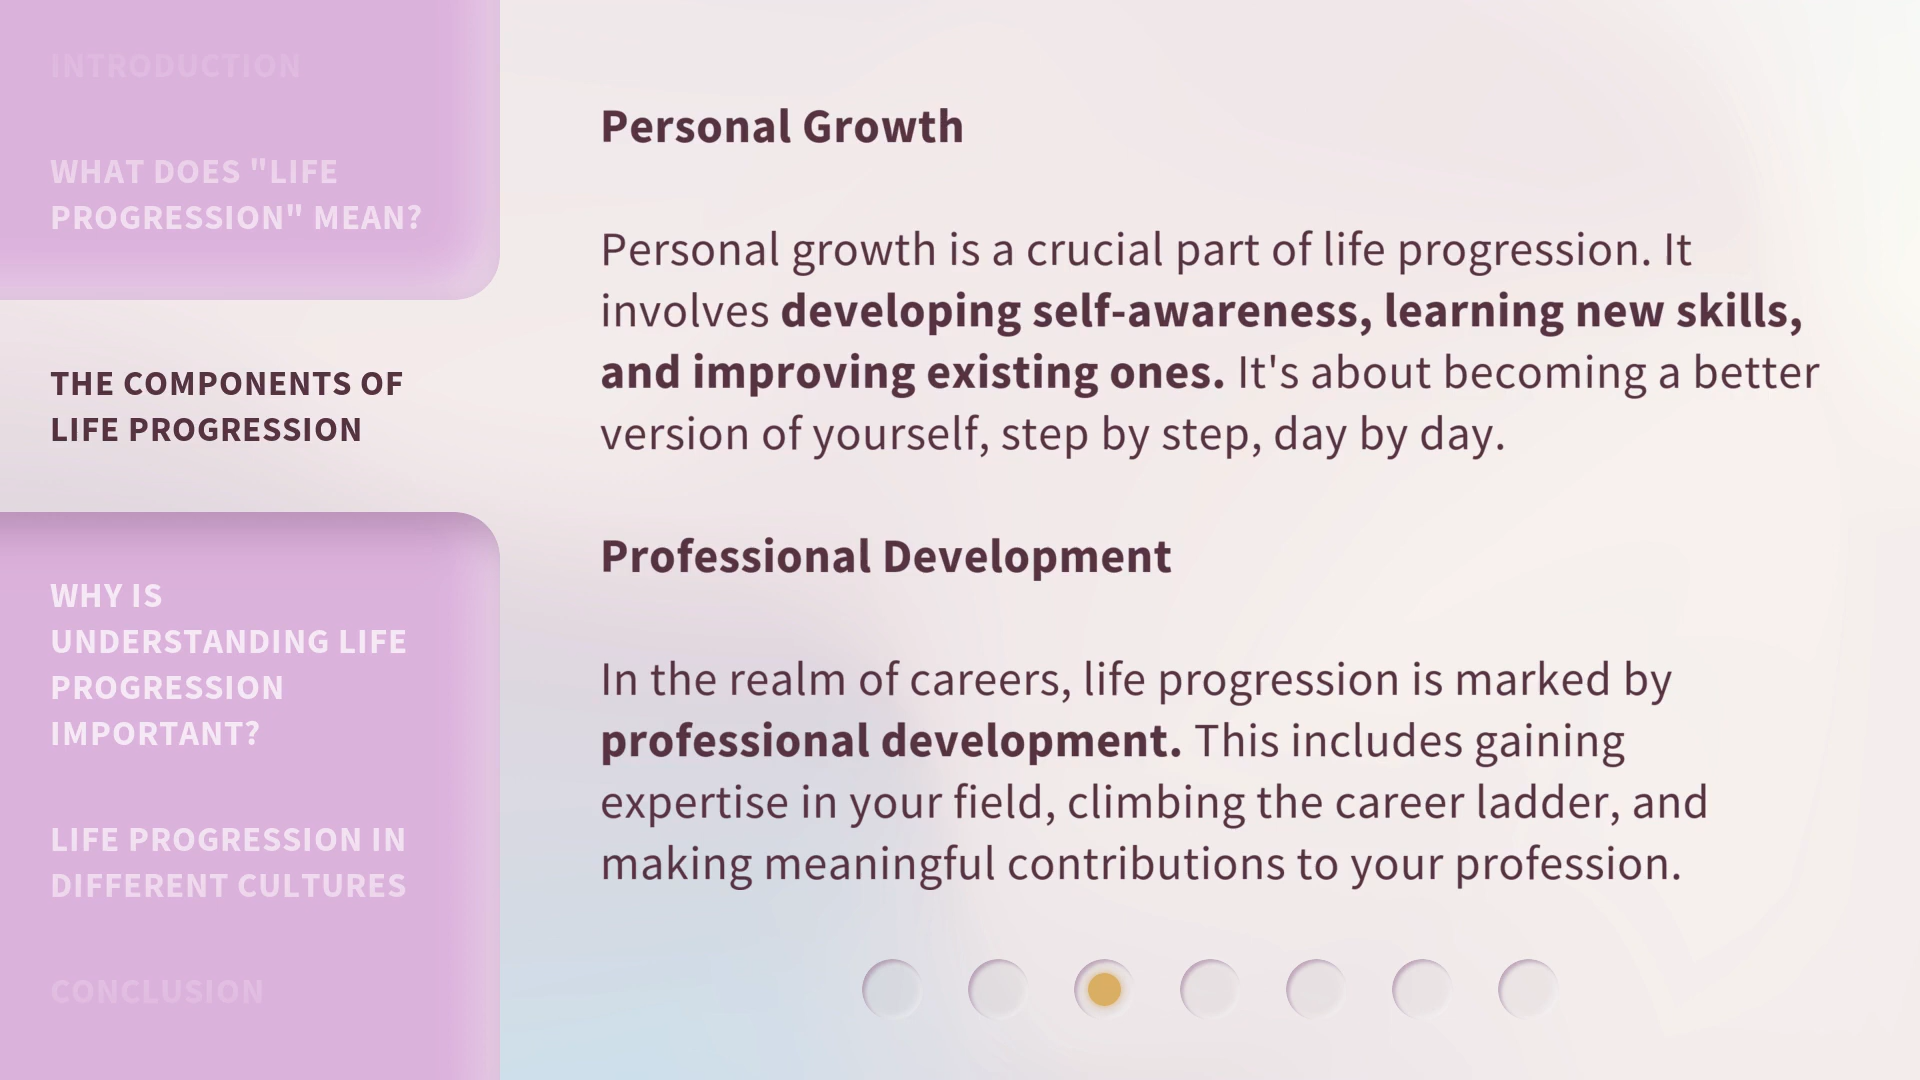 INTRODUCTION
WHAT DOES "LIFE
PROGRESSION" MEAN?
THE COMPONENTS OF
LIFE PROGRESSION
WHY IS
UNDERSTANDING LIFE
PROGRESSION
IMPORTANT?
LIFE PROGRESSION IN
DIFFERENT CULTURES
CONCLUSION
Personal Growth
Personal growth is a crucial part of life progression. It
involves developing self-awareness, learning new skills,
and improving existing ones. It's about becoming a better
version of yourself, step by step, day by day.
Professional Development
In the realm of careers, life progression is marked by
professional development. This includes gaining
expertise in your field, climbing the career ladder, and
making meaningful contributions to your profession.